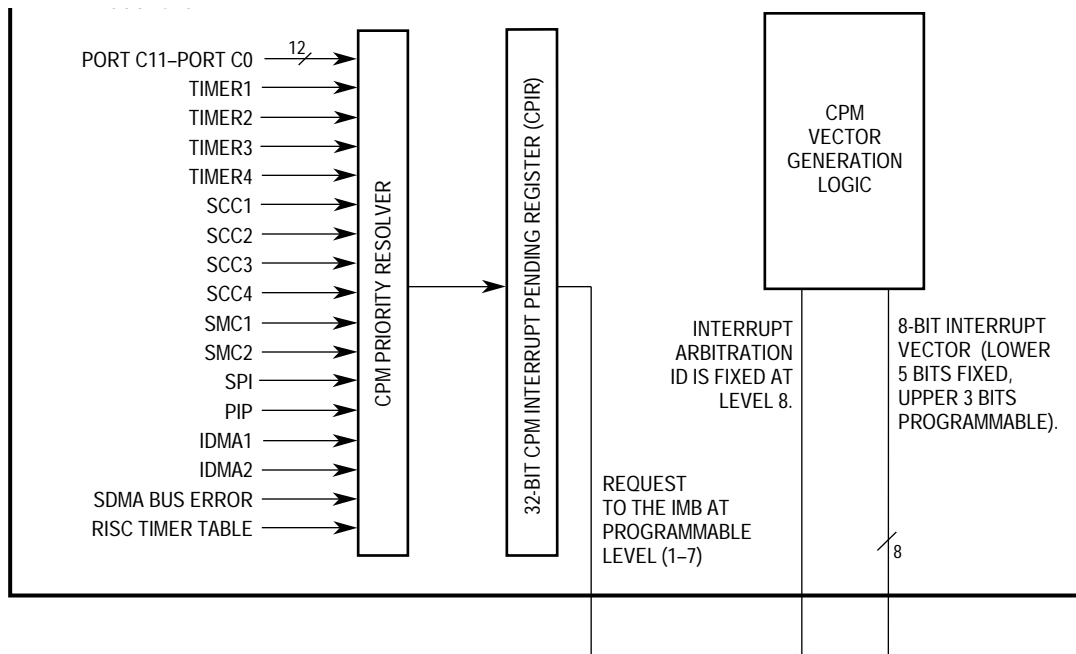 PORT C11–PORT C0
12
TIMER1
TIMER2
TIMER3
TIMER4
SCC1
SCC2
SCC3
SCC4
SMC1
SMC2
SPI
PIP
IDMA1
IDMA2
SDMA BUS ERROR
RISC TIMER TABLE
CPM PRIORITY RESOLVER
32-BIT CPM INTERRUPT PENDING REGISTER (CPIR)
REQUEST
TO THE IMB AT
PROGRAMMABLE
LEVEL (1–7)
CPM
VECTOR
GENERATION
LOGIC
INTERRUPT
ARBITRATION
ID IS FIXED AT
LEVEL 8.
8-BIT INTERRUPT
VECTOR (LOWER
5 BITS FIXED,
UPPER 3 BITS
PROGRAMMABLE).
8